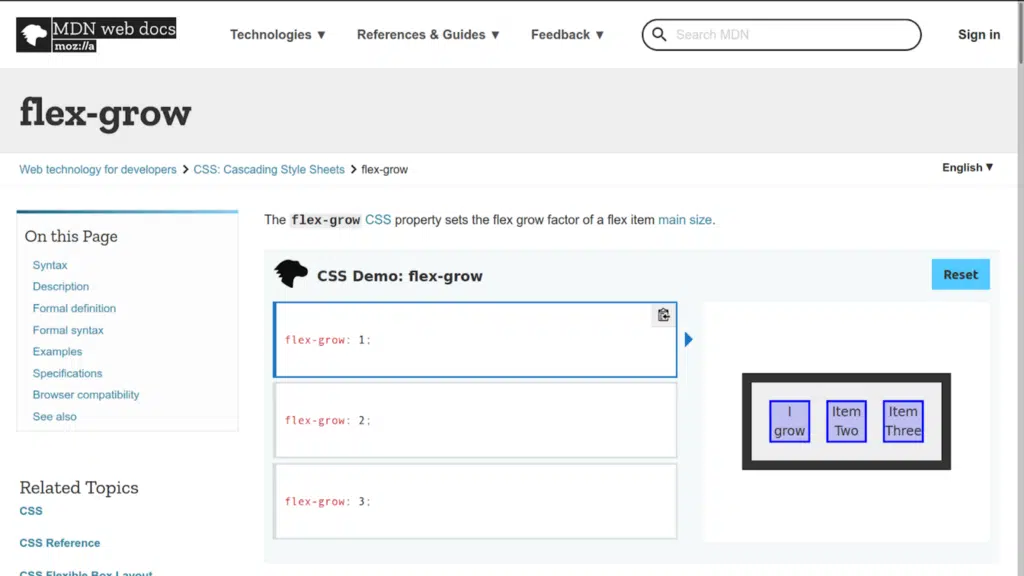 MDN web docs
moz://a
Technologies ▼
References & Guides ▼
Feedback ▼
Search MDN
Sign in
flex-grow
Web technology for developers > CSS: Cascading Style Sheets > flex-grow
English ▼
On this Page
Syntax
Description
Formal definition
Formal syntax
Examples
Specifications
Browser compatibility
See also
Related Topics
CSS
CSS Reference
CSS Flexible Box Layout
The flex-grow CSS property sets the flex grow factor of a flex item main size.
CSS Demo: flex-grow
Reset
flex-grow: 1;
flex-grow: 2;
flex-grow: 3;
I
grow
Item
Two
Item
Three